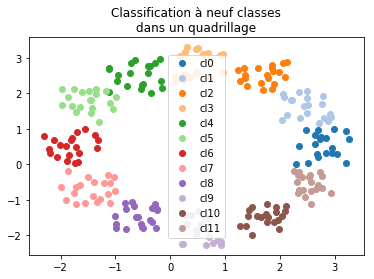 Classification à neuf classes
dans un quadrillage
cl0
cl1
cl2
cl3
cl4
cl5
cl6
cl7
cl8
cl9
cl10
cl11
3
2
1
0
−1
−2
−2
−1
0
1
2
3